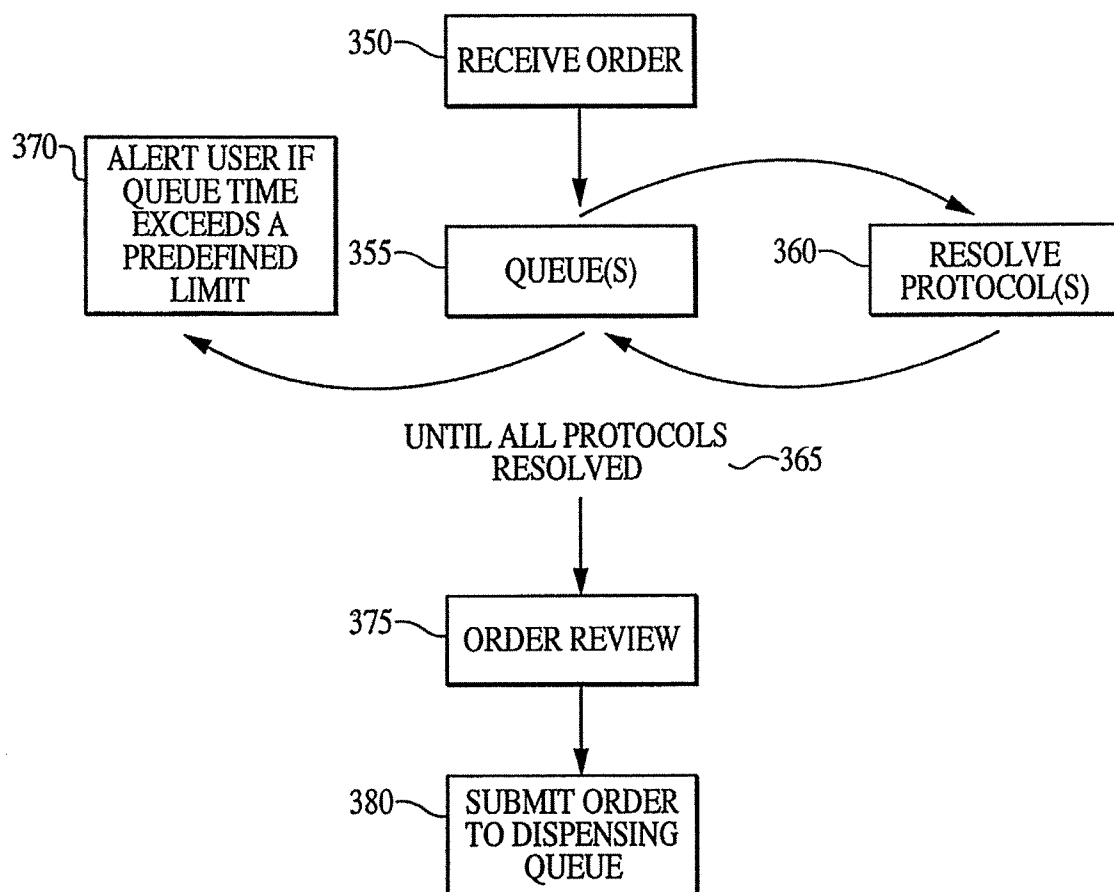 350
RECEIVE ORDER
370
ALERT USER IF
QUEUE TIME
EXCEEDS A
PREDEFINED
LIMIT
355
QUEUE(S)
360
RESOLVE
PROTOCOL(S)
UNTIL ALL PROTOCOLS
RESOLVED
365
375
ORDER REVIEW
380
SUBMIT ORDER
TO DISPENSING
QUEUE